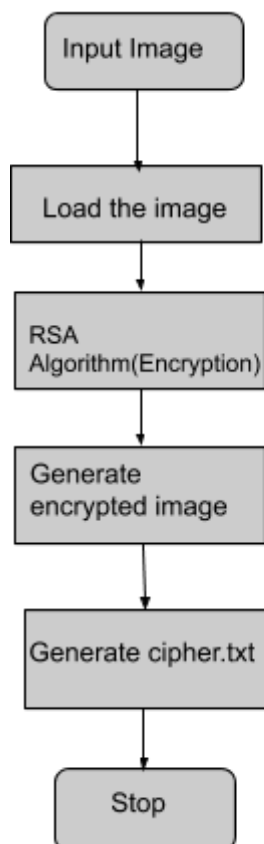 Input Image
Load the image
RSA
Algorithm(Encryption)
Generate
encrypted image
Generate cipher.txt
Stop